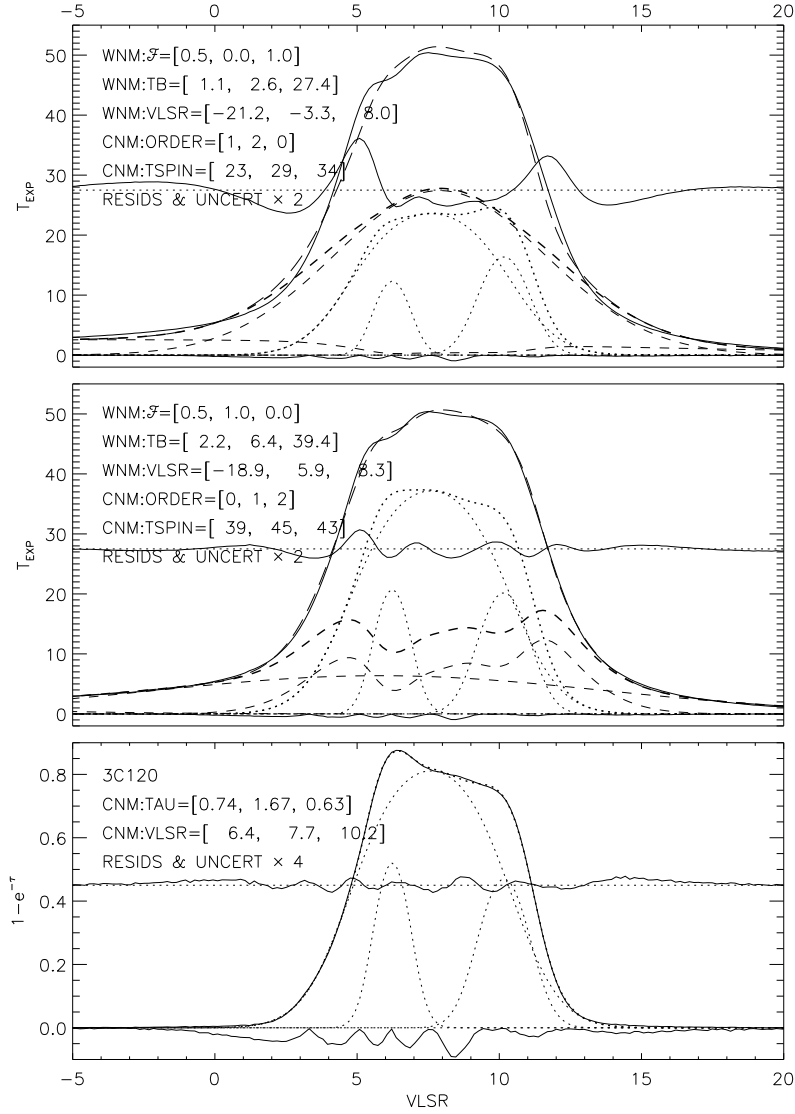 −5 0 5 10 15 20
50
40
30
20
10
0
T_EXP
WNM:ℱ=[0.5, 0.0, 1.0]
WNM:TB=[ 1.1, 2.6, 27.4]
WNM:VLSR=[−21.2, −3.3, 8.0]
CNM:ORDER=[1, 2, 0]
CNM:TSPIN=[ 23, 29, 34]
RESIDS & UNCERT × 2
50
40
30
20
10
0
T_EXP
WNM:ℱ=[0.5, 1.0, 0.0]
WNM:TB=[ 2.2, 6.4, 39.4]
WNM:VLSR=[−18.9, 5.9, 8.3]
CNM:ORDER=[0, 1, 2]
CNM:TSPIN=[ 39, 45, 43]
RESIDS & UNCERT × 2
0.8
0.6
0.4
0.2
0.0
1−e^−τ
3C120
CNM:TAU=[0.74, 1.67, 0.63]
CNM:VLSR=[ 6.4, 7.7, 10.2]
RESIDS & UNCERT × 4
−5 0 5 10 15 20
VLSR